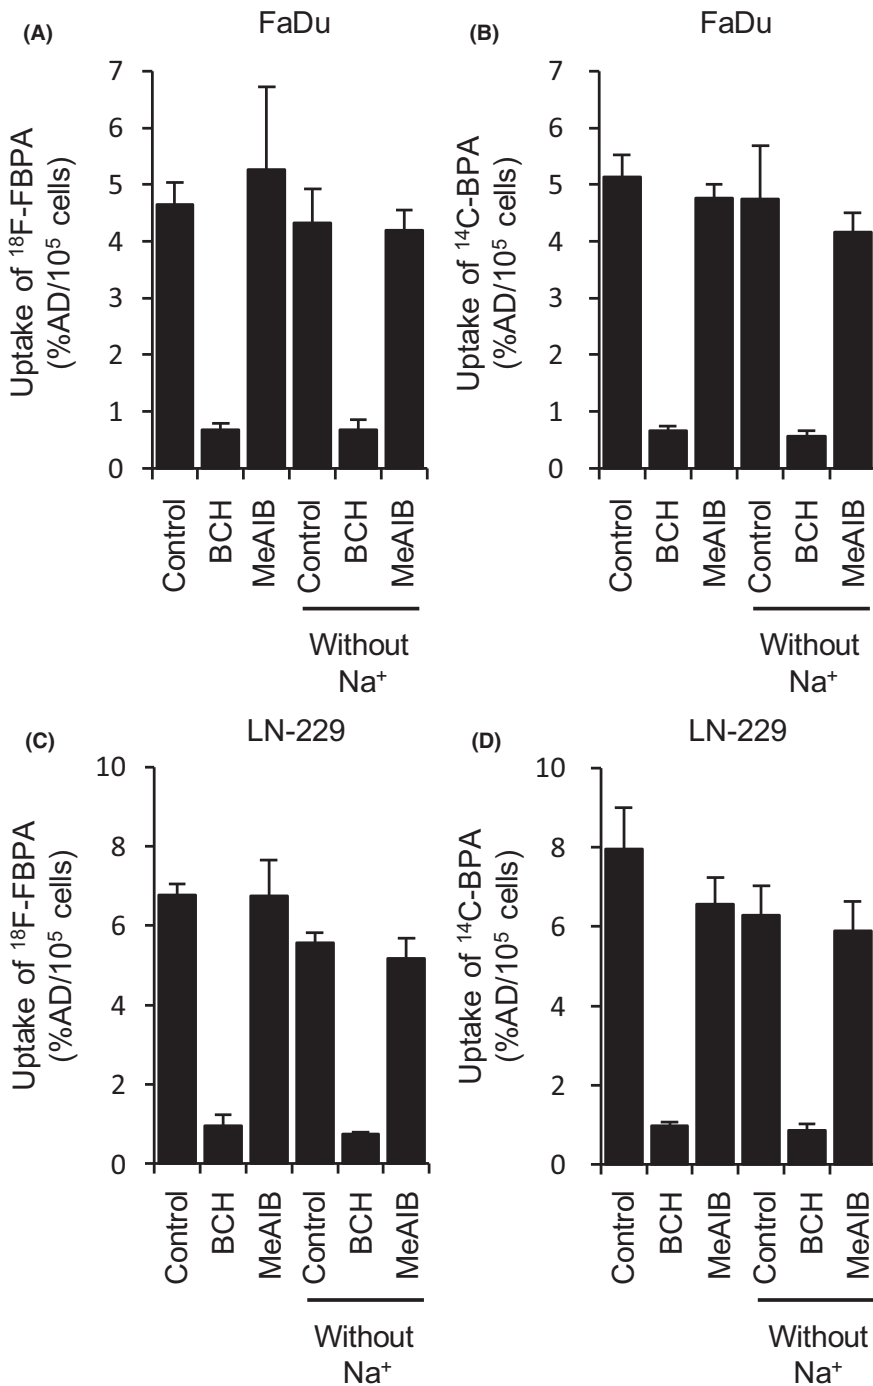 (A)
FaDu
Uptake of ¹⁸F-FBPA
(%AD/10⁵ cells)
7
6
5
4
3
2
1
0
Control
BCH
MeAIB
Control
BCH
MeAIB
Without
Na⁺
(B)
FaDu
Uptake of ¹⁴C-BPA
(%AD/10⁵ cells)
7
6
5
4
3
2
1
0
Control
BCH
MeAIB
Control
BCH
MeAIB
Without
Na⁺
(C)
LN-229
Uptake of ¹⁸F-FBPA
(%AD/10⁵ cells)
10
8
6
4
2
0
Control
BCH
MeAIB
Control
BCH
MeAIB
Without
Na⁺
(D)
LN-229
Uptake of ¹⁴C-BPA
(%AD/10⁵ cells)
10
8
6
4
2
0
Control
BCH
MeAIB
Control
BCH
MeAIB
Without
Na⁺